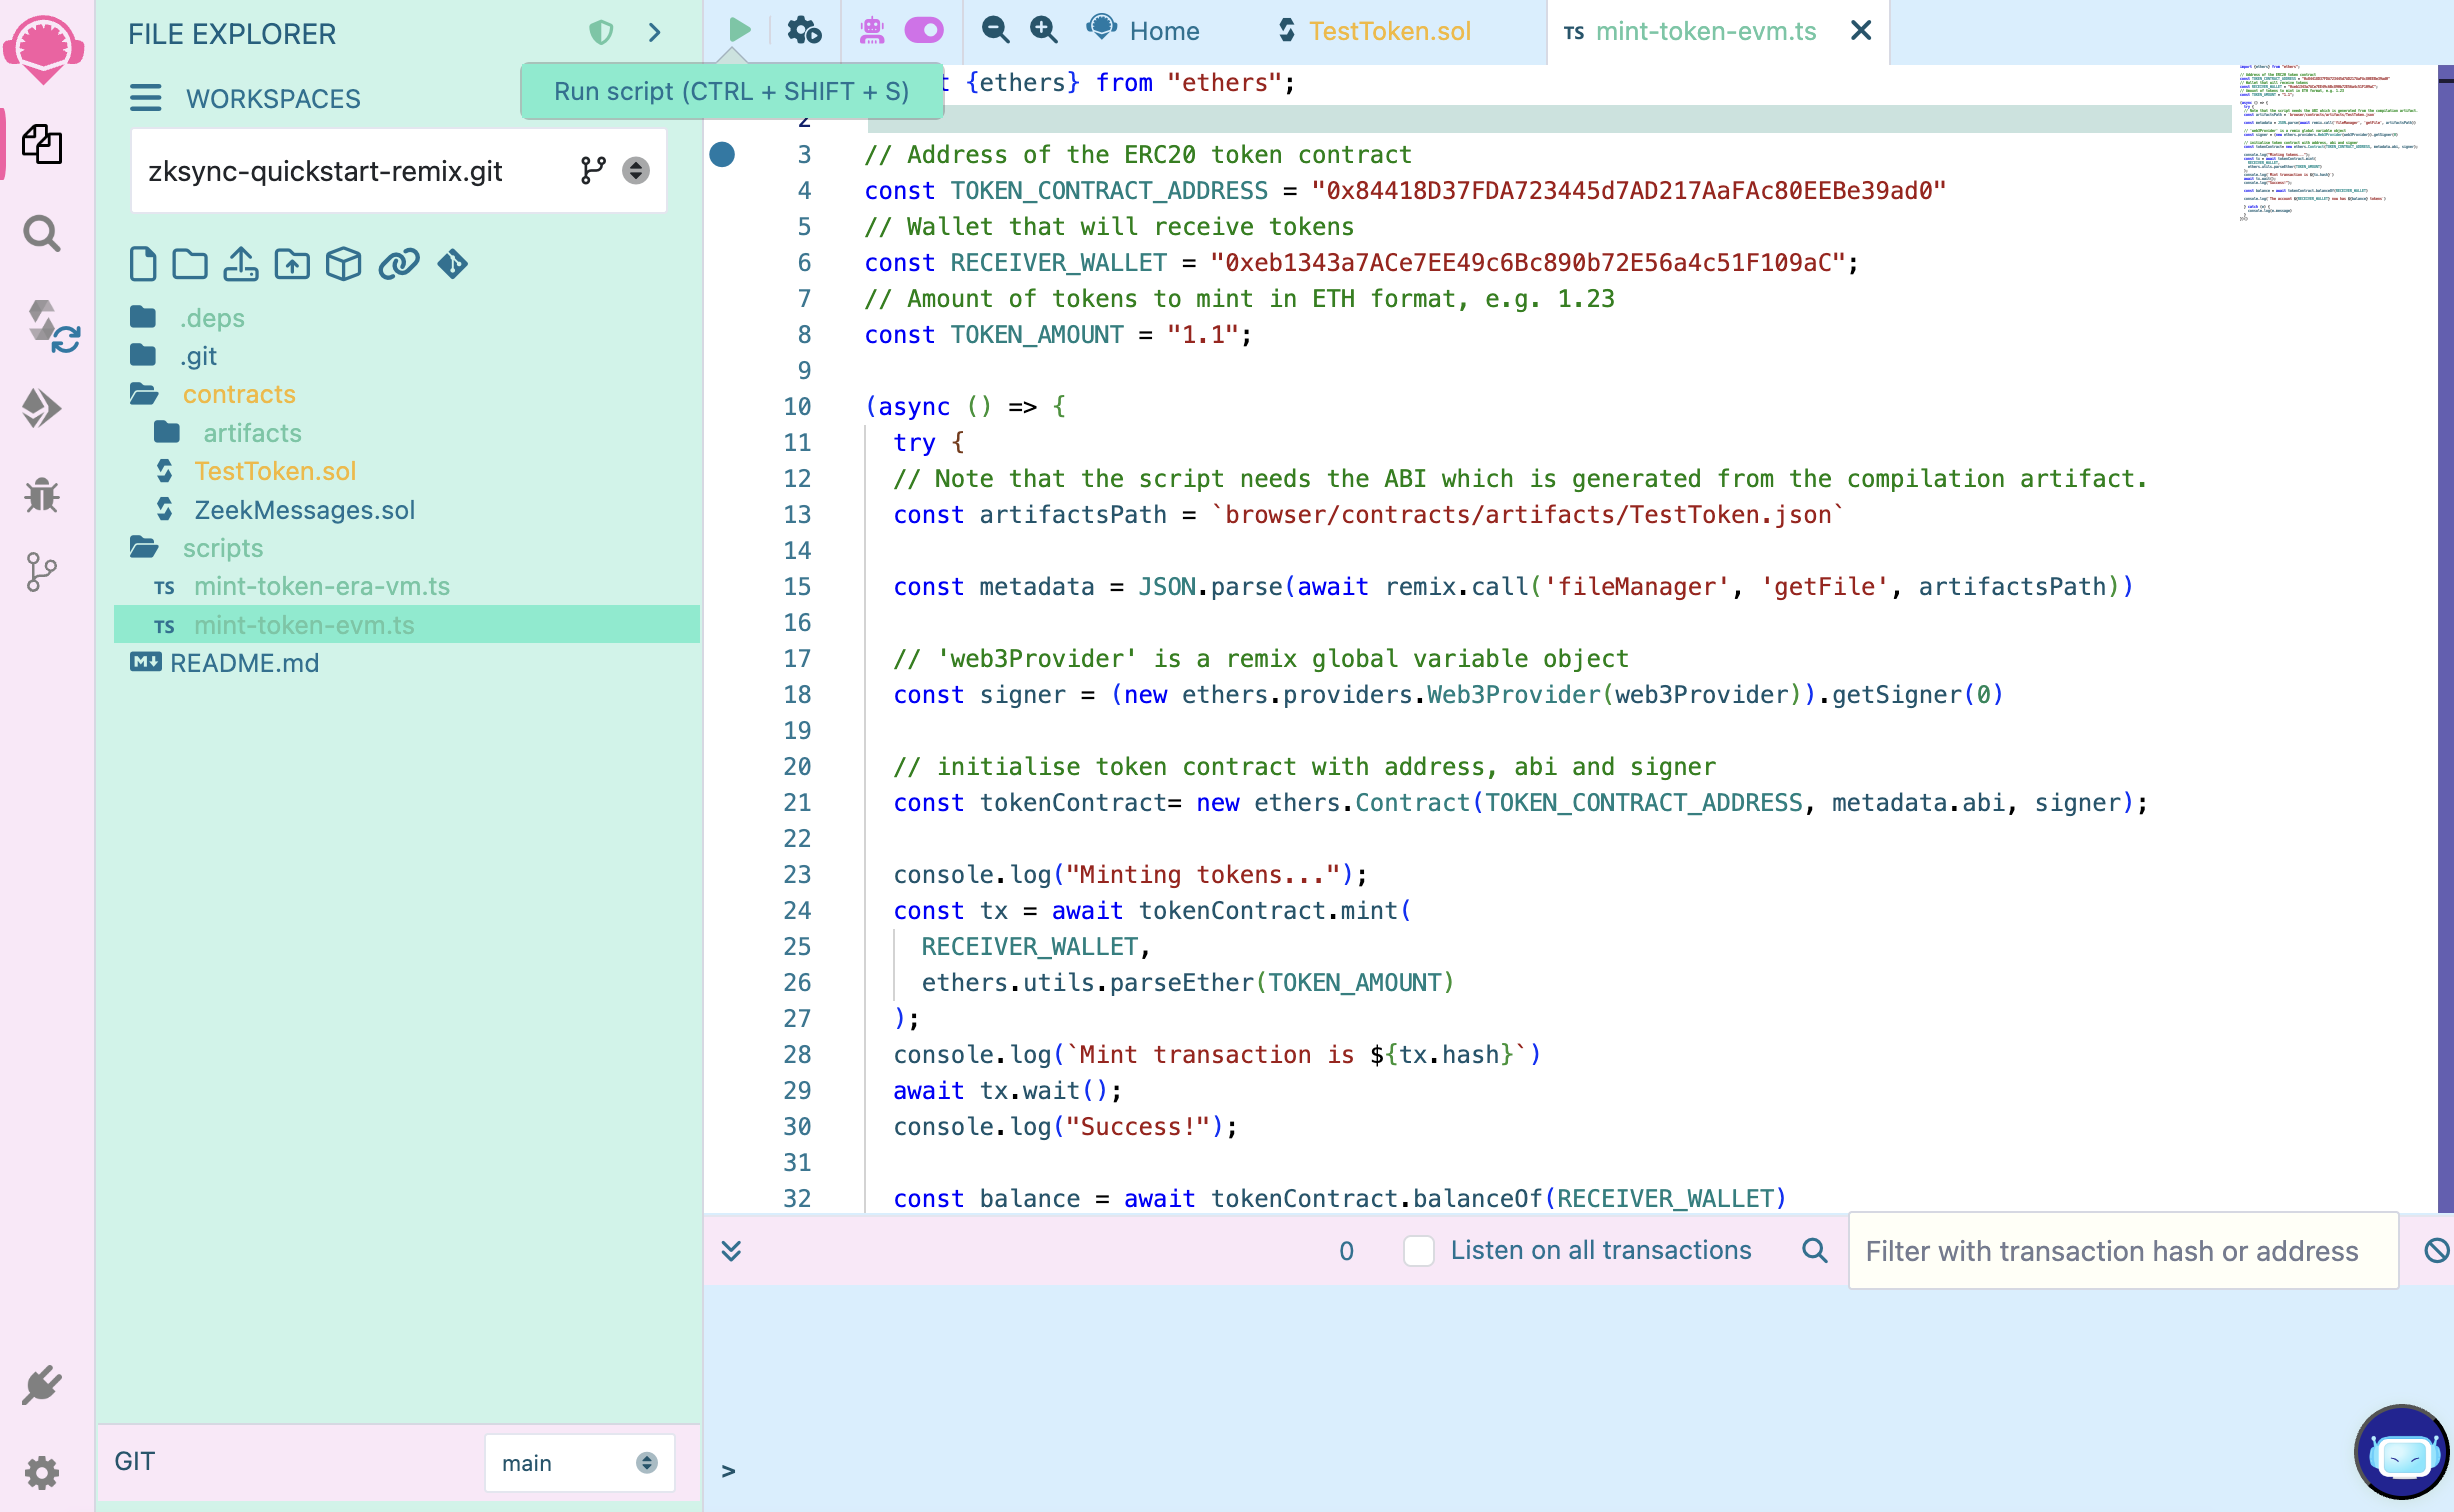 FILE EXPLORER
WORKSPACES
zksync-quickstart-remix.git
.deps
.git
contracts
artifacts
TestToken.sol
ZeekMessages.sol
scripts
TS mint-token-era-vm.ts
TS mint-token-evm.ts
README.md
GIT
main
Home
TestToken.sol
TS mint-token-evm.ts
Run script (CTRL + SHIFT + S)
t {ethers} from "ethers";
2
3 // Address of the ERC20 token contract
4 const TOKEN_CONTRACT_ADDRESS = "0x84418D37FDA723445d7AD217AaFAc80EEBe39ad0"
5 // Wallet that will receive tokens
6 const RECEIVER_WALLET = "0xeb1343a7ACe7EE49c6Bc890b72E56a4c51F109aC";
7 // Amount of tokens to mint in ETH format, e.g. 1.23
8 const TOKEN_AMOUNT = "1.1";
9
10 (async () => {
11 try {
12 // Note that the script needs the ABI which is generated from the compilation artifact.
13 const artifactsPath = `browser/contracts/artifacts/TestToken.json`
14
15 const metadata = JSON.parse(await remix.call('fileManager', 'getFile', artifactsPath))
16
17 // 'web3Provider' is a remix global variable object
18 const signer = (new ethers.providers.Web3Provider(web3Provider)).getSigner(0)
19
20 // initialise token contract with address, abi and signer
21 const tokenContract= new ethers.Contract(TOKEN_CONTRACT_ADDRESS, metadata.abi, signer);
22
23 console.log("Minting tokens...");
24 const tx = await tokenContract.mint(
25 RECEIVER_WALLET,
26 ethers.utils.parseEther(TOKEN_AMOUNT)
27 );
28 console.log(`Mint transaction is ${tx.hash}`)
29 await tx.wait();
30 console.log("Success!");
31
32 const balance = await tokenContract.balanceOf(RECEIVER_WALLET)
0
Listen on all transactions
Filter with transaction hash or address
>